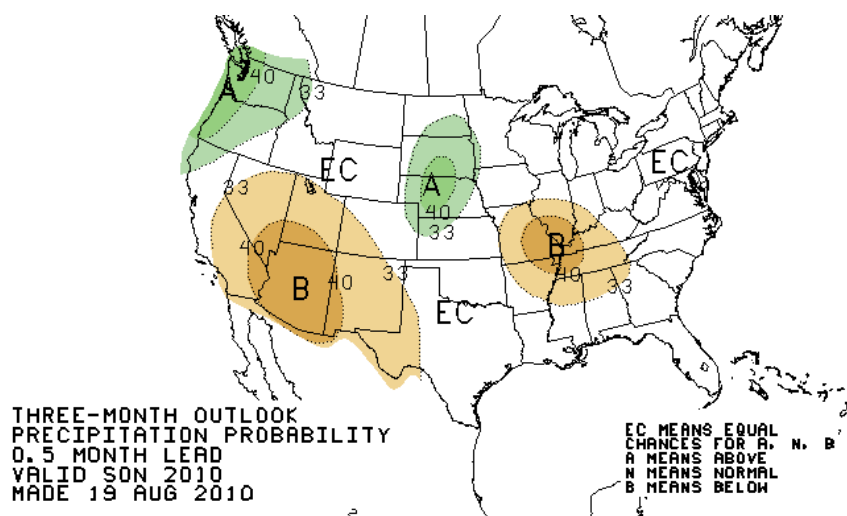 40
A
33
EC
EC
33
A
40
33
40
B
40
33
B
40
33
EC
THREE-MONTH OUTLOOK
PRECIPITATION PROBABILITY
0.5 MONTH LEAD
VALID SON 2010
MADE 19 AUG 2010
EC MEANS EQUAL
CHANCES FOR A, N, B
A MEANS ABOVE
N MEANS NORMAL
B MEANS BELOW